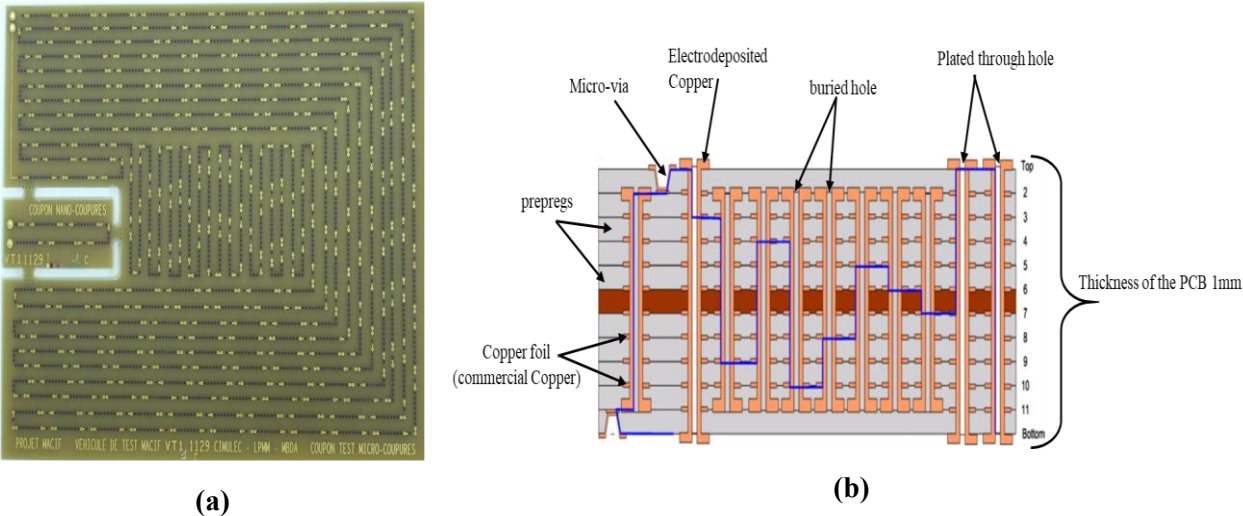 COUPON NANO-COUPURES
VT11129
C
PROJET MACTIF VEHICULE DE TEST MACIF VT1_1129 CIMULEC - LPMM - MBDA COUPON TEST MICRO-COUPURES
(a)
Electrodeposited
Copper
Micro-via
buried hole
Plated through hole
prepregs
Copper foil
(commercial Copper)
Top
2
3
4
5
6
7
8
9
10
11
Bottom
Thickness of the PCB 1mm
(b)